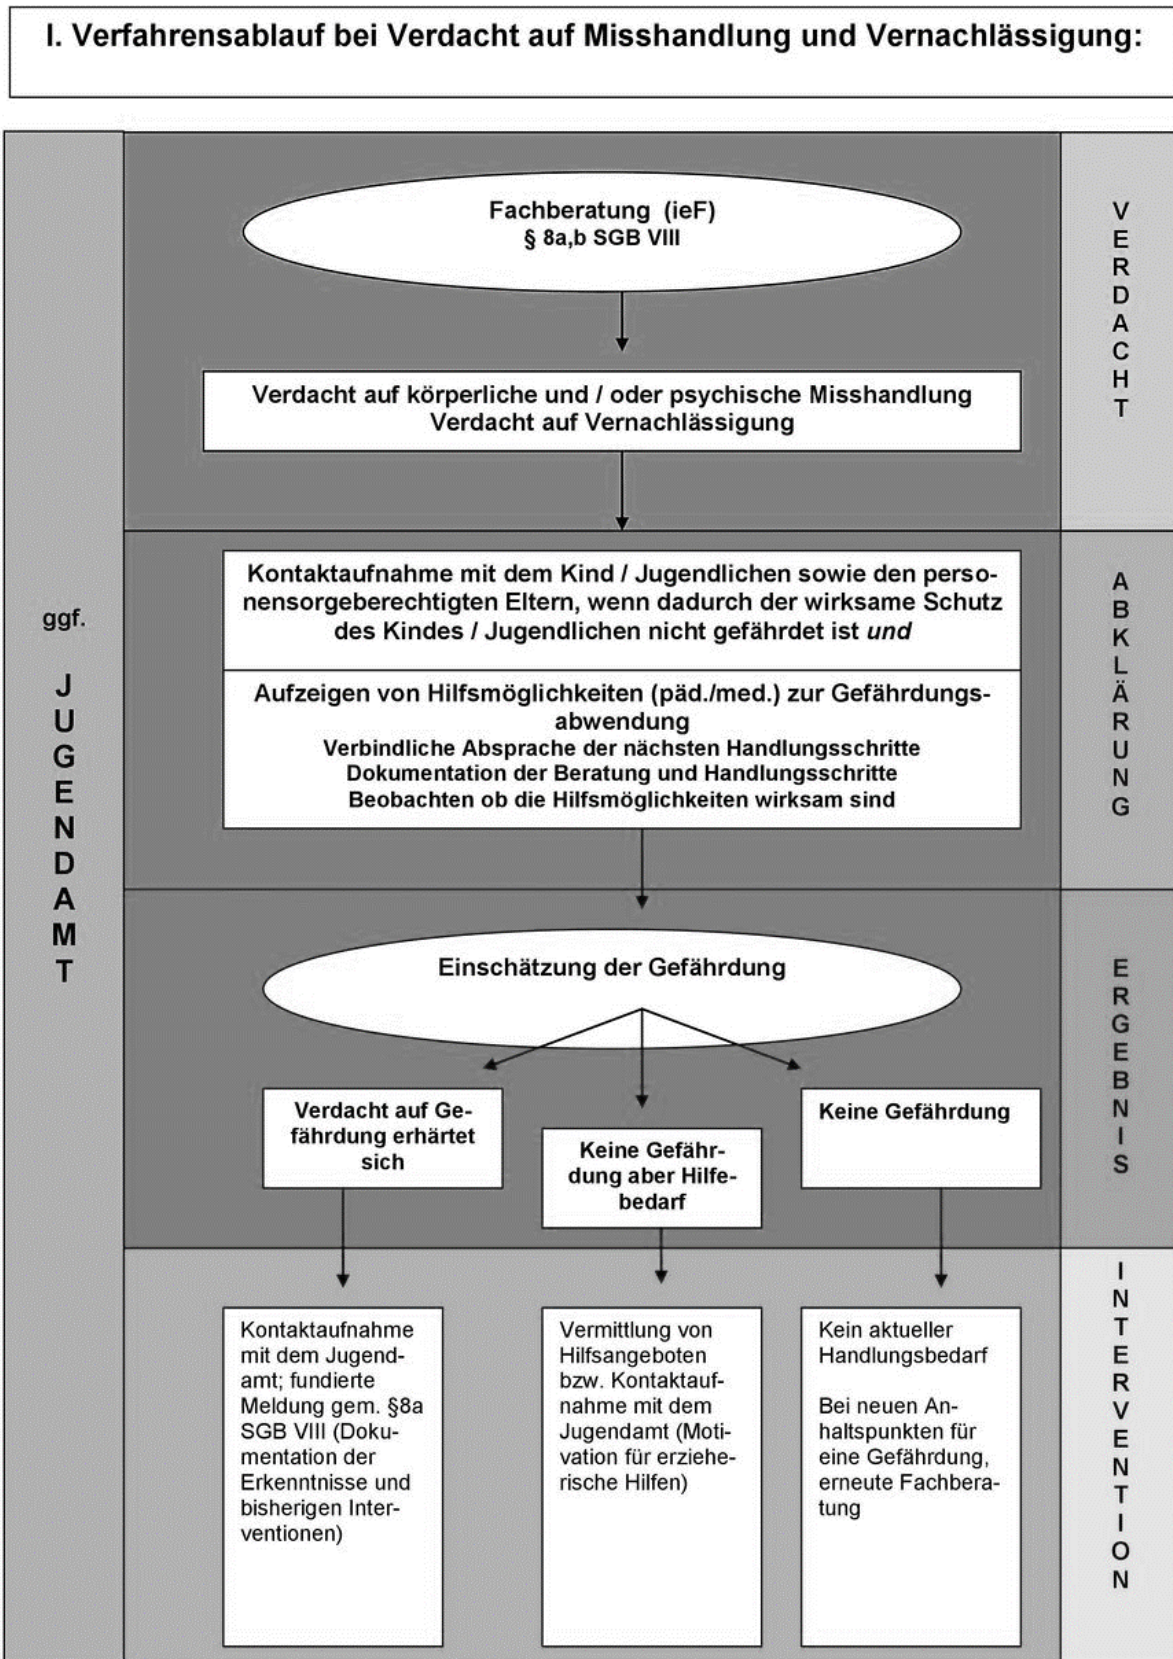 I. Verfahrensablauf bei Verdacht auf Misshandlung und Vernachlässigung:
ggf.
JUGENDAMT
VERDACHT
Fachberatung (ieF)
§ 8a,b SGB VIII
Verdacht auf körperliche und / oder psychische Misshandlung
Verdacht auf Vernachlässigung
ABKLÄRUNG
Kontaktaufnahme mit dem Kind / Jugendlichen sowie den perso-
nensorgeberechtigten Eltern, wenn dadurch der wirksame Schutz
des Kindes / Jugendlichen nicht gefährdet ist und
Aufzeigen von Hilfsmöglichkeiten (päd./med.) zur Gefährdungs-
abwendung
Verbindliche Absprache der nächsten Handlungsschritte
Dokumentation der Beratung und Handlungsschritte
Beobachten ob die Hilfsmöglichkeiten wirksam sind
ERGEBNIS
Einschätzung der Gefährdung
Verdacht auf Ge-
fährdung erhärtet
sich
Keine Gefähr-
dung aber Hilfe-
bedarf
Keine Gefährdung
INTERVENTION
Kontaktaufnahme
mit dem Jugend-
amt; fundierte
Meldung gem. §8a
SGB VIII (Doku-
mentation der
Erkenntnisse und
bisherigen Inter-
ventionen)
Vermittlung von
Hilfsangeboten
bzw. Kontaktauf-
nahme mit dem
Jugendamt (Moti-
vation für erziehe-
rische Hilfen)
Kein aktueller
Handlungsbedarf
Bei neuen An-
haltspunkten für
eine Gefährdung,
erneute Fachbera-
tung